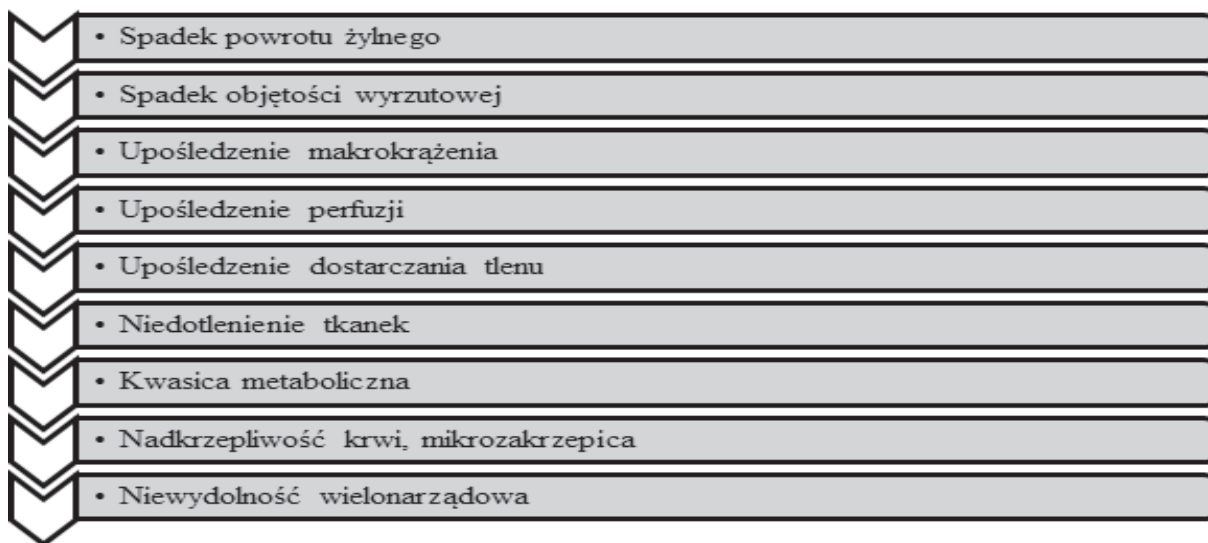 • Spadek powrotu żylnego
• Spadek objętości wyrzutowej
• Upośledzenie makrokrążenia
• Upośledzenie perfuzji
• Upośledzenie dostarczania tlenu
• Niedotlenienie tkanek
• Kwasica metaboliczna
• Nadkrzepliwość krwi, mikrozakrzepica
• Niewydolność wielonarządowa